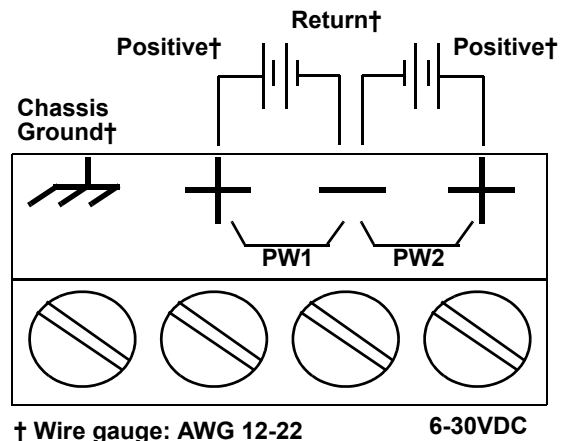 Return†
Positive†
Positive†
Chassis
Ground†
PW1
PW2
† Wire gauge: AWG 12-22
6-30VDC